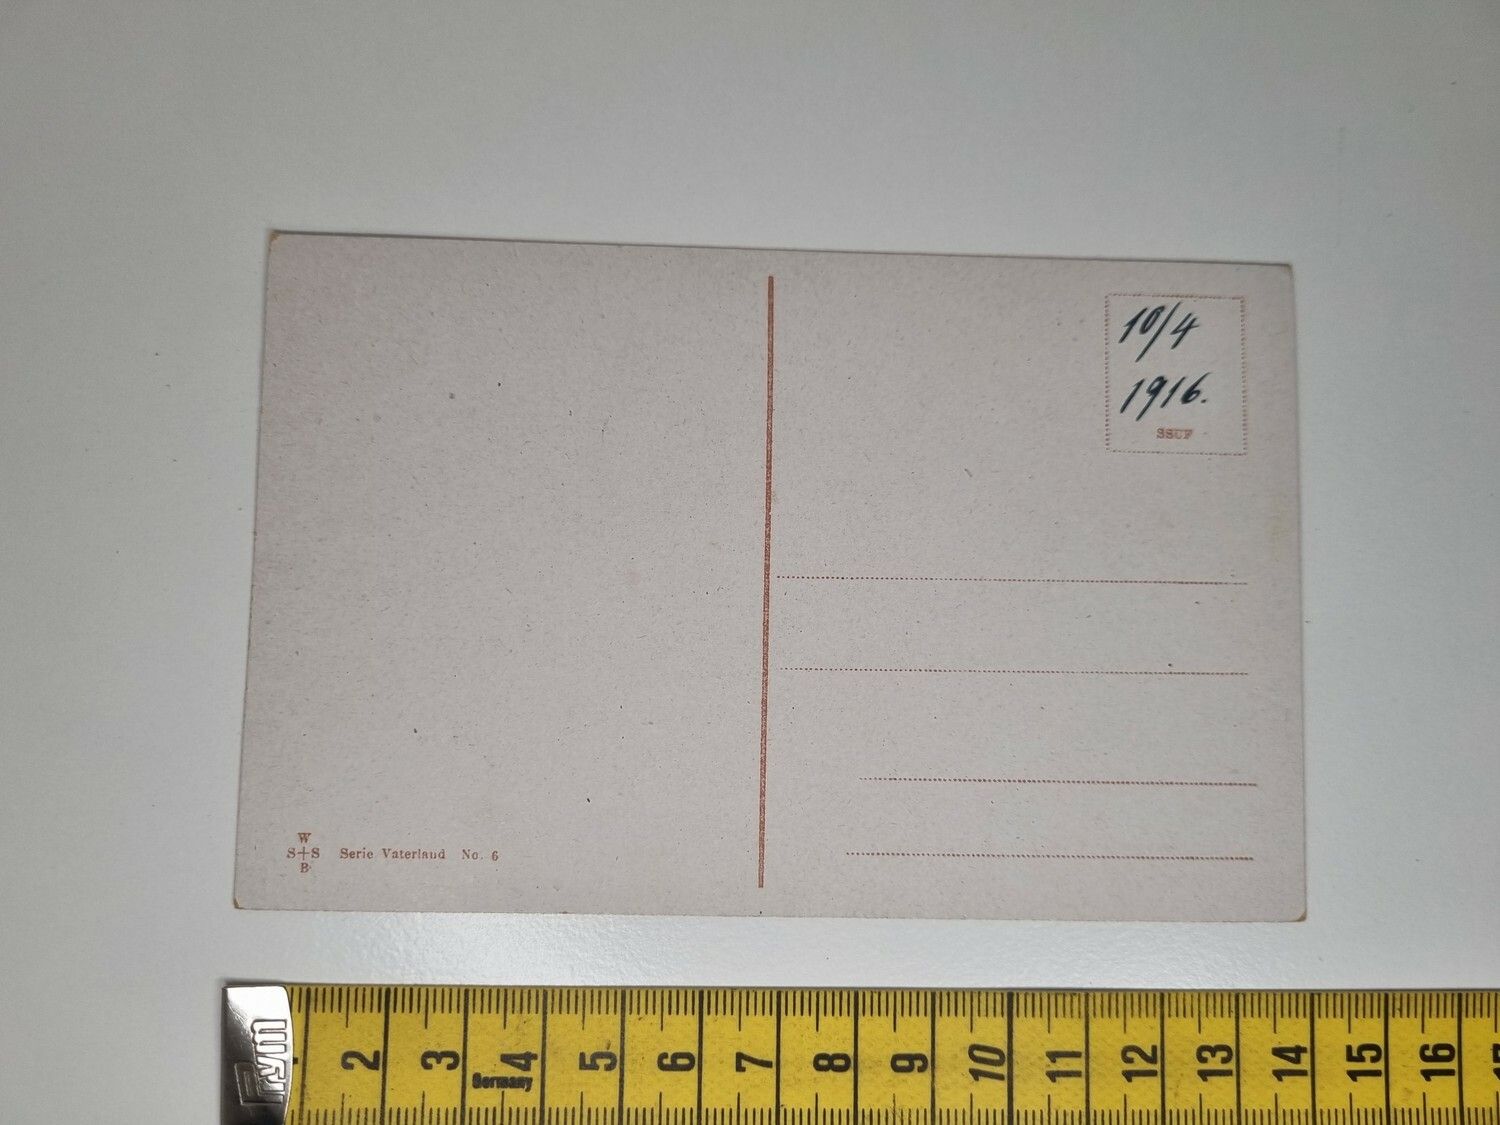 10/4
1916.
W
S+S
B
Serie Vaterland No. 6
Prym
2 3 4 5 6 7 8 9 10 11 12 13 14 15 16
Germany